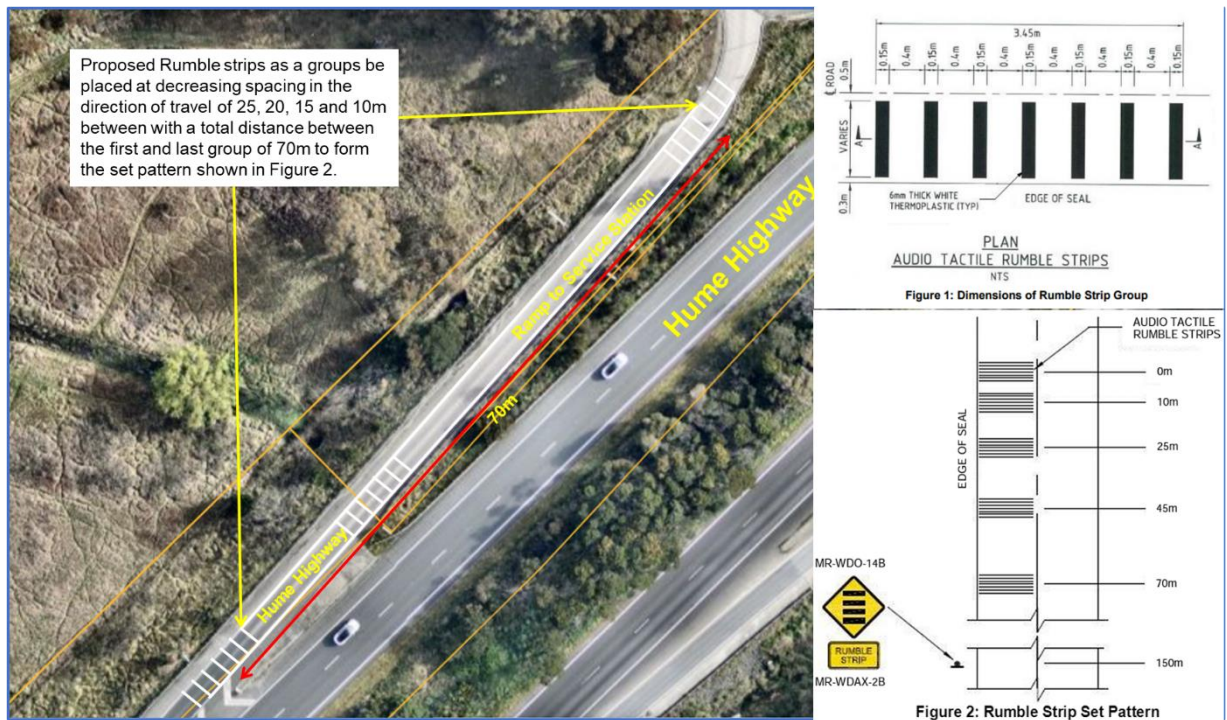 Proposed Rumble strips as a groups be
placed at decreasing spacing in the
direction of travel of 25, 20, 15 and 10m
between with a total distance between
the first and last group of 70m to form
the set pattern shown in Figure 2.
Ramp to Service Station
Hume Highway
70m
Hume Highway
3.45m
0.15m
0.4m
0.15m
0.4m
0.15m
0.4m
0.15m
0.4m
0.15m
0.4m
0.15m
0.4m
0.15m
ROAD
0.5m
VARIES
A
A
0.3m
6mm THICK WHITE
THERMOPLASTIC (TYP)
EDGE OF SEAL
PLAN
AUDIO TACTILE RUMBLE STRIPS
NTS
Figure 1: Dimensions of Rumble Strip Group
AUDIO TACTILE
RUMBLE STRIPS
0m
10m
25m
EDGE OF SEAL
45m
70m
MR-WDO-14B
RUMBLE
STRIP
MR-WDAX-2B
150m
Figure 2: Rumble Strip Set Pattern